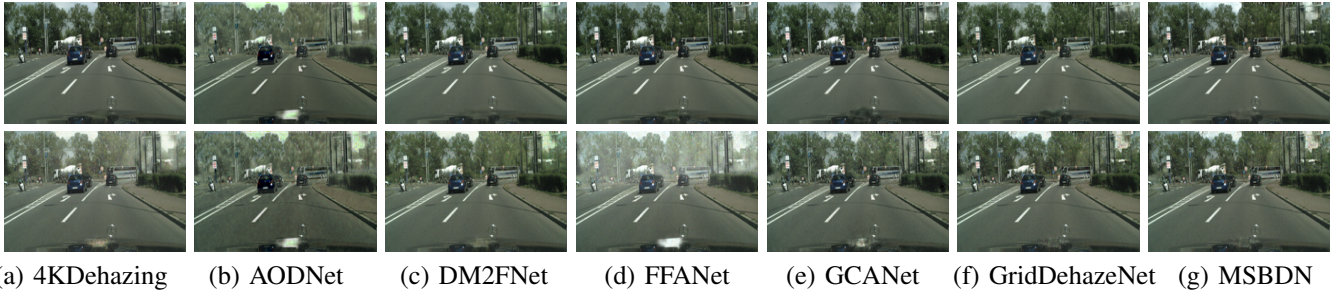 (a) 4KDehazing (b) AODNet (c) DM2FNet (d) FFANet (e) GCANet (f) GridDehazeNet (g) MSBDN